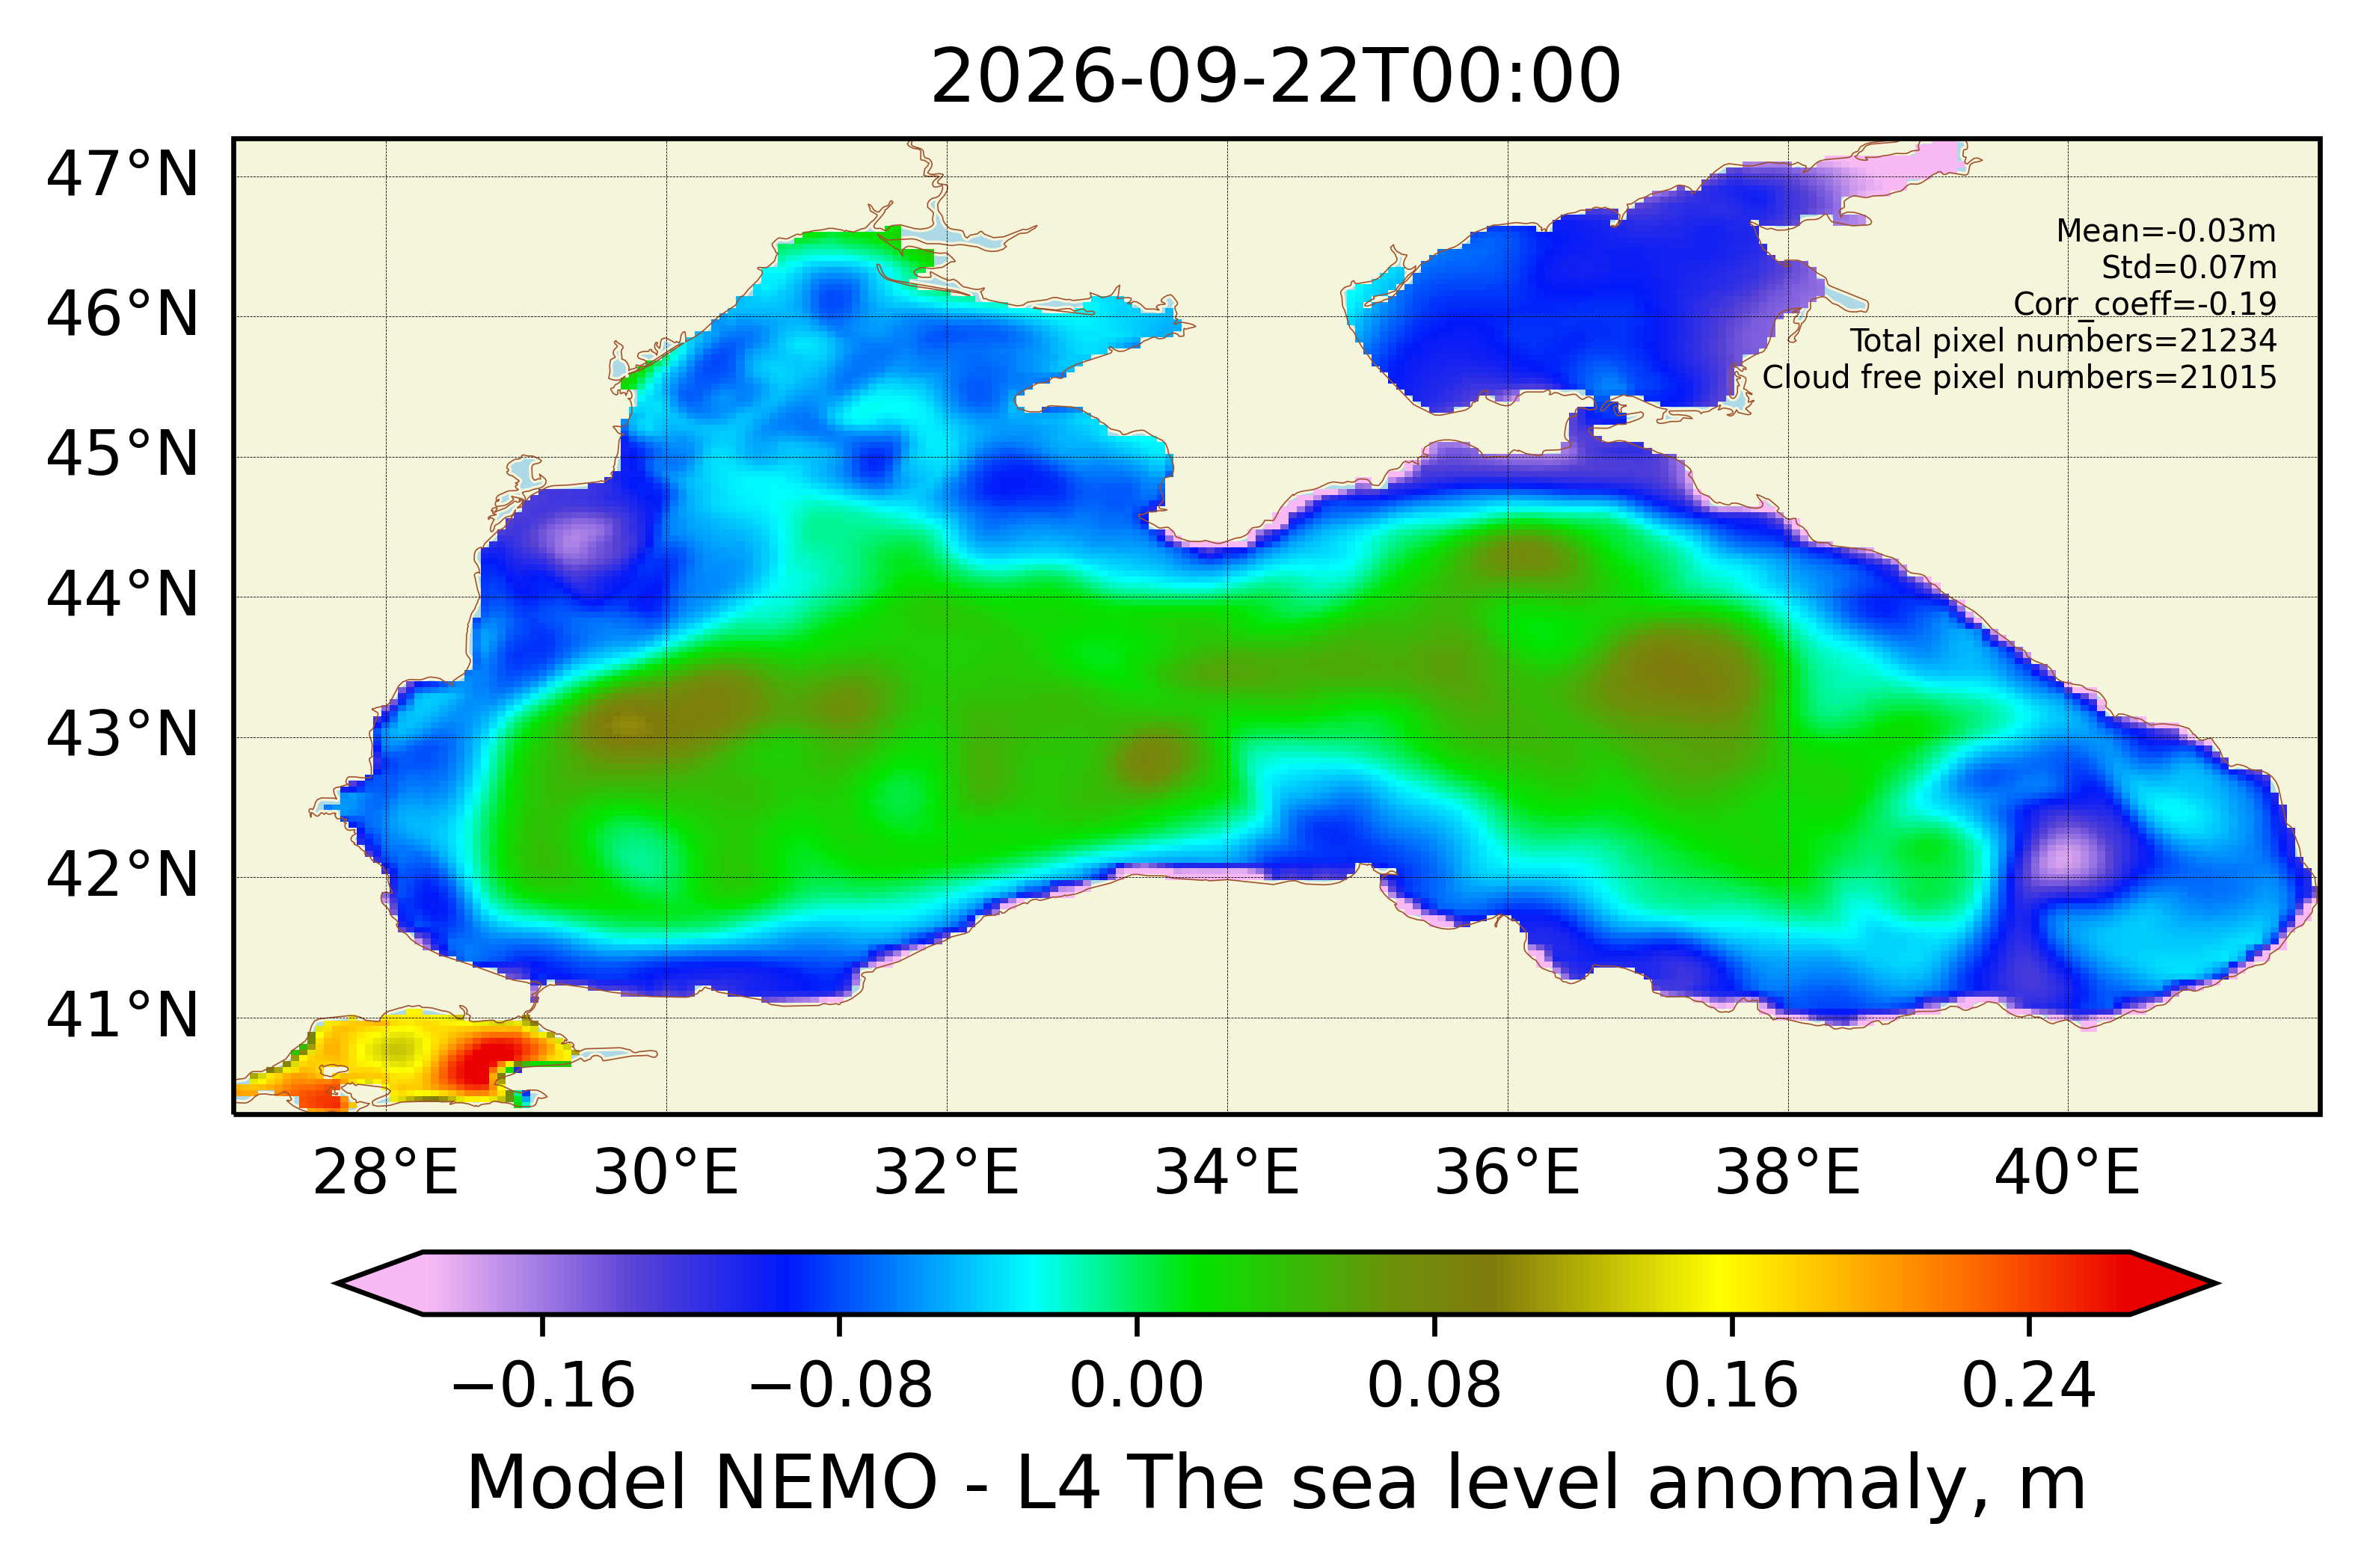 2026-09-22T00:00
47°N
46°N
45°N
44°N
43°N
42°N
41°N
Mean=-0.03m
Std=0.07m
Corr_coeff=-0.19
Total pixel numbers=21234
Cloud free pixel numbers=21015
28°E 30°E 32°E 34°E 36°E 38°E 40°E
−0.16 −0.08 0.00 0.08 0.16 0.24
Model NEMO - L4 The sea level anomaly, m